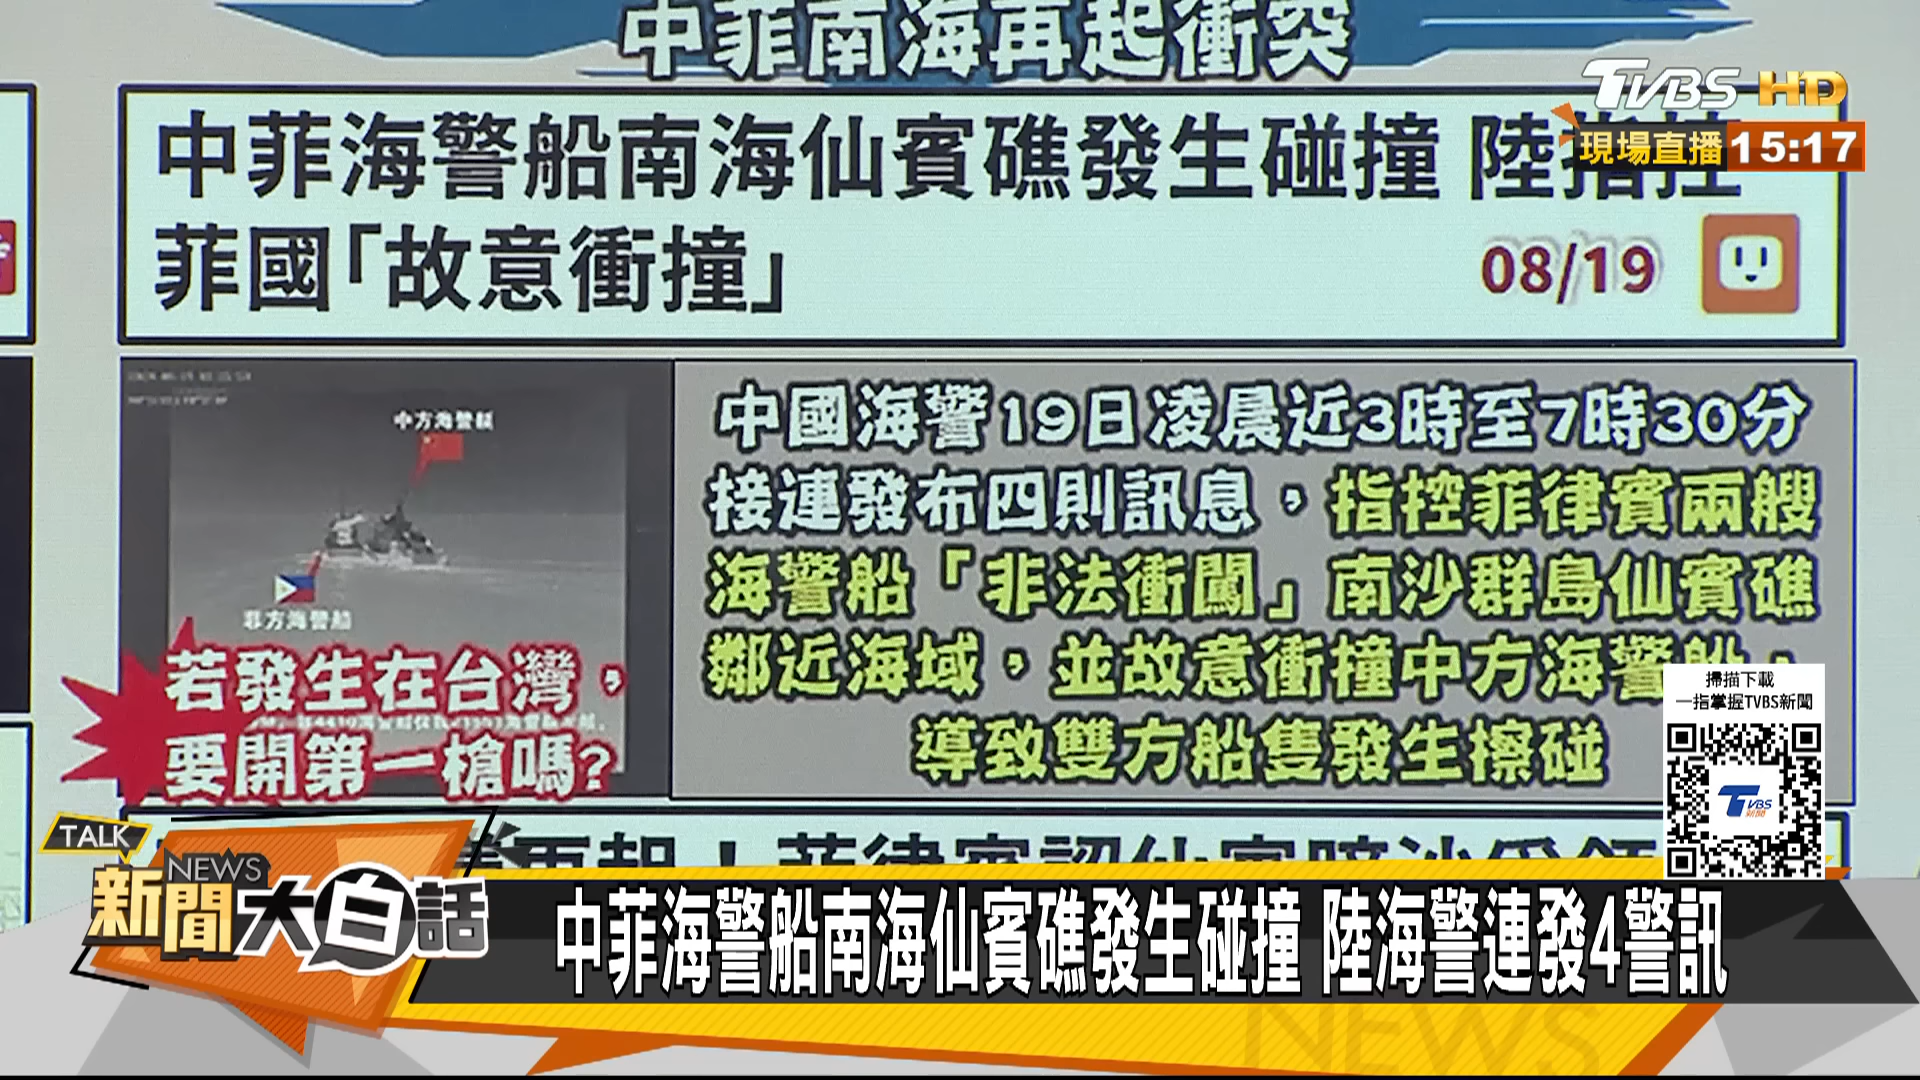 中菲南海再起衝突
TVBS HD
現場直播 15:17
中菲海警船南海仙賓礁發生碰撞 陸指控
菲國「故意衝撞」
08/19
中方海警艇
菲方海警船
若發生在台灣，
要開第一槍嗎?
中國海警19日凌晨近3時至7時30分
接連發布四則訊息，指控菲律賓兩艘
海警船「非法衝闖」南沙群島仙賓礁
鄰近海域，並故意衝撞中方海警船，
導致雙方船隻發生擦碰
掃描下載
一指掌握TVBS新聞
TVBS
新聞
TALK
NEWS
新聞大白話
中菲海警船南海仙賓礁發生碰撞 陸海警連發4警訊
NEWS